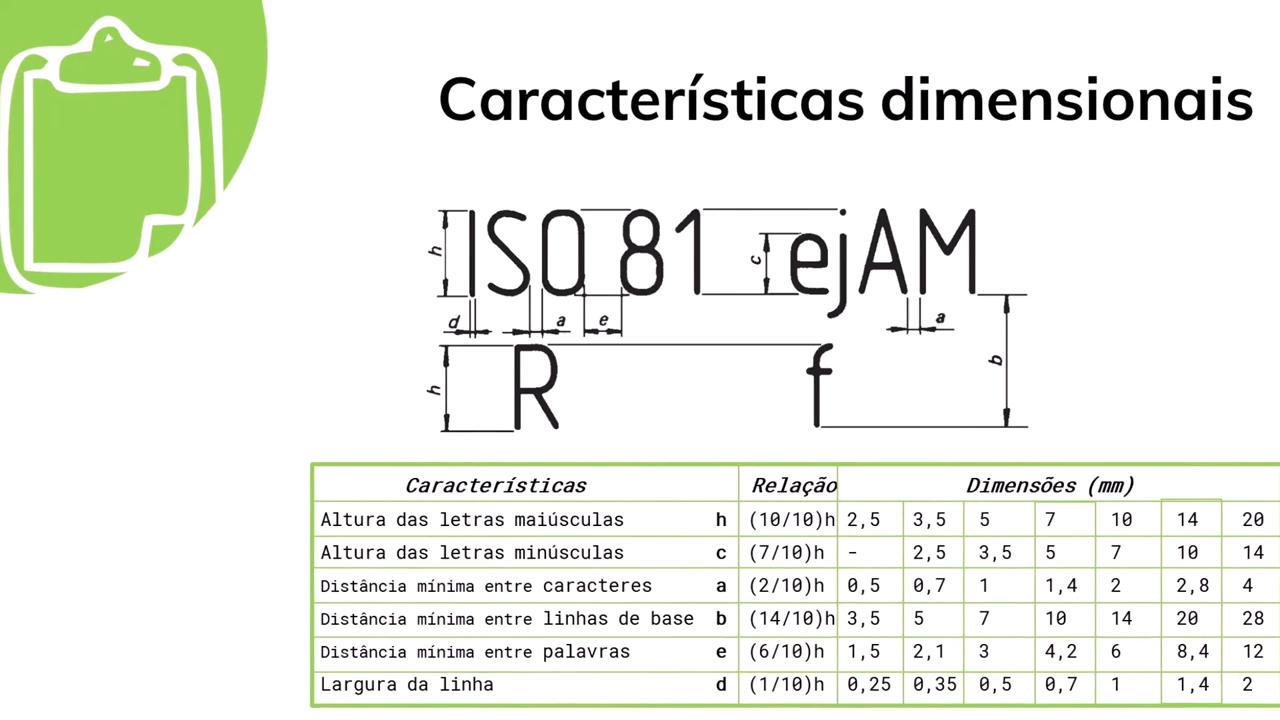 Características dimensionais
h ISO 81 c ejAM
d a e a
h R f b
Características Relação Dimensões (mm)
Altura das letras maiúsculas h (10/10)h 2,5 3,5 5 7 10 14 20
Altura das letras minúsculas c (7/10)h - 2,5 3,5 5 7 10 14
Distância mínima entre caracteres a (2/10)h 0,5 0,7 1 1,4 2 2,8 4
Distância mínima entre linhas de base b (14/10)h 3,5 5 7 10 14 20 28
Distância mínima entre palavras e (6/10)h 1,5 2,1 3 4,2 6 8,4 12
Largura da linha d (1/10)h 0,25 0,35 0,5 0,7 1 1,4 2